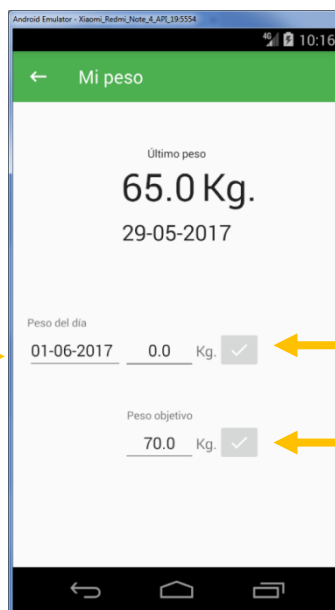 Android Emulator - Xiaomi_Redmi_Note_4_API_19:5554
4G 10:16
Mi peso
Último peso
65.0 Kg.
29-05-2017
Peso del día
01-06-2017 0.0 Kg.
Peso objetivo
70.0 Kg.